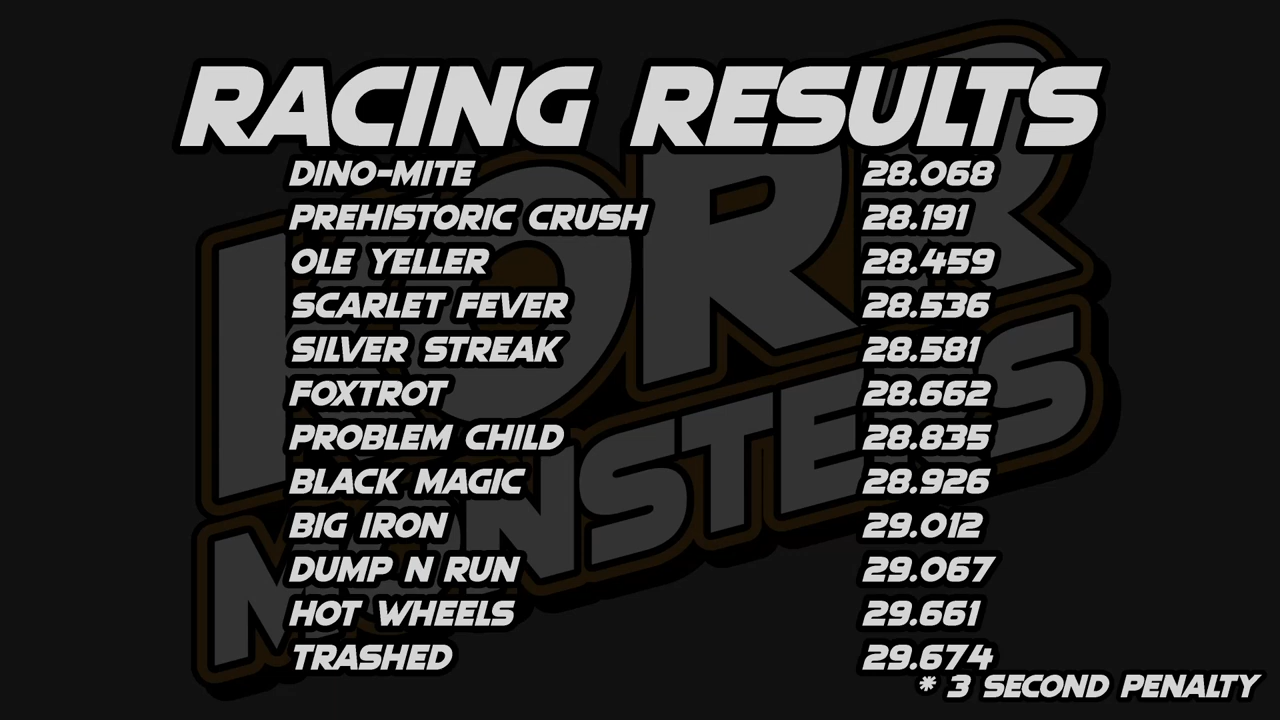 RACING RESULTS
DINO-MITE 28.068
PREHISTORIC CRUSH 28.191
OLE YELLER 28.459
SCARLET FEVER 28.536
SILVER STREAK 28.581
FOXTROT 28.662
PROBLEM CHILD 28.835
BLACK MAGIC 28.926
BIG IRON 29.012
DUMP N RUN 29.067
HOT WHEELS 29.661
TRASHED 29.674
* 3 SECOND PENALTY
MONSTERS